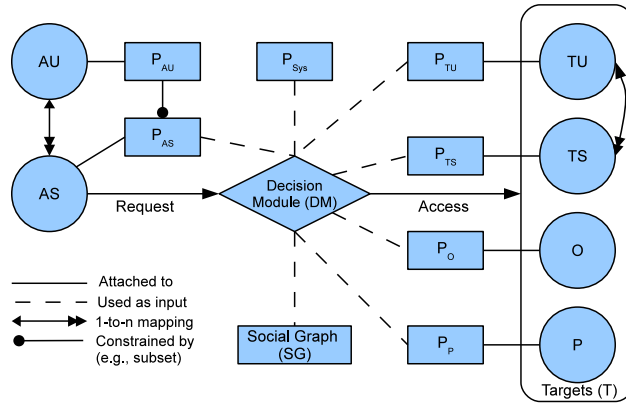 AU
P_AU
P_Sys
P_TU
TU
P_AS
P_TS
TS
AS
Request
Decision
Module (DM)
Access
P_O
O
Attached to
Used as input
1-to-n mapping
Constrained by
(e.g., subset)
Social Graph
(SG)
P_P
P
Targets (T)